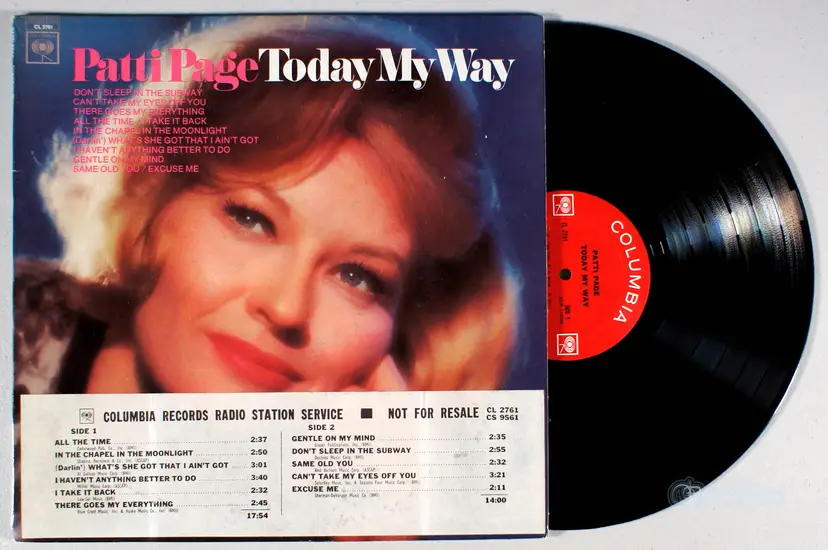 CL 2761
Patti Page Today My Way
DON'T SLEEP IN THE SUBWAY
CAN'T TAKE MY EYES OFF YOU
THERE GOES MY EVERYTHING
ALL THE TIME / I TAKE IT BACK
IN THE CHAPEL IN THE MOONLIGHT
(Darlin') WHAT'S SHE GOT THAT I AIN'T GOT
I HAVEN'T ANYTHING BETTER TO DO
GENTLE ON MY MIND
SAME OLD YOU / EXCUSE ME
COLUMBIA RECORDS RADIO STATION SERVICE ■ NOT FOR RESALE CL 2761
CS 9561
SIDE 1
ALL THE TIME 2:37
IN THE CHAPEL IN THE MOONLIGHT 2:50
(Darlin') WHAT'S SHE GOT THAT I AIN'T GOT 3:01
I HAVEN'T ANYTHING BETTER TO DO 3:40
I TAKE IT BACK 2:32
THERE GOES MY EVERYTHING 2:45
17:54
SIDE 2
GENTLE ON MY MIND 2:35
DON'T SLEEP IN THE SUBWAY 2:55
SAME OLD YOU 2:32
CAN'T TAKE MY EYES OFF YOU 3:21
EXCUSE ME 2:11
14:00
COLUMBIA
CL 2761
PATTI PAGE
TODAY MY WAY
SIDE 1